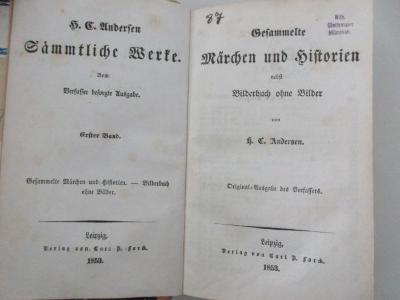 H. C. Andersen
Sämmtliche Werke.
Vom
Verfasser besorgte Ausgabe.
Erster Band.
Gesammelte Märchen und Historien. — Bilderbuch
ohne Bilder.
Leipzig,
Verlag von Carl B. Lorck.
1853.
87
Gesammelte
Märchen und Historien
nebst
Bilderbuch ohne Bilder
von
H. C. Andersen.
Original-Ausgabe des Verfassers.
Leipzig,
Verlag von Carl B. Lorck.
1853.